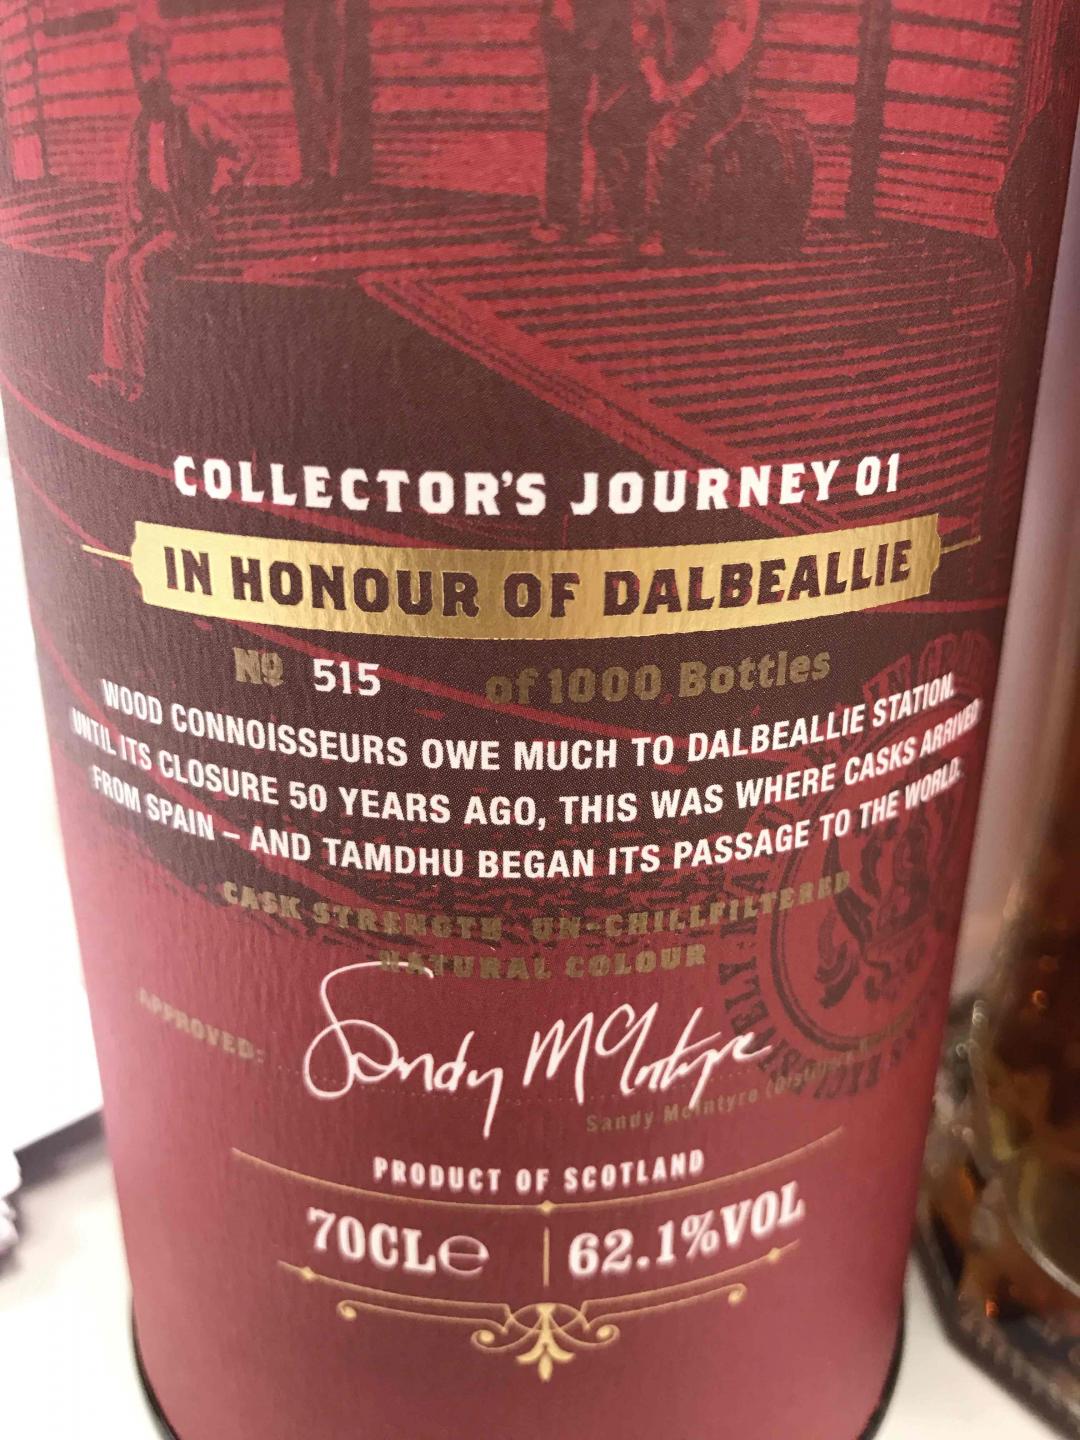 COLLECTOR'S JOURNEY 01
IN HONOUR OF DALBEALLIE
Nº 515 of 1000 Bottles
WOOD CONNOISSEURS OWE MUCH TO DALBEALLIE STATION.
UNTIL ITS CLOSURE 50 YEARS AGO, THIS WAS WHERE CASKS ARRIVED
FROM SPAIN – AND TAMDHU BEGAN ITS PASSAGE TO THE WORLD.
CASK STRENGTH UN-CHILLFILTERED
NATURAL COLOUR
APPROVED: Sandy McIntyre
Sandy McIntyre
PRODUCT OF SCOTLAND
70CL℮ 62.1%VOL